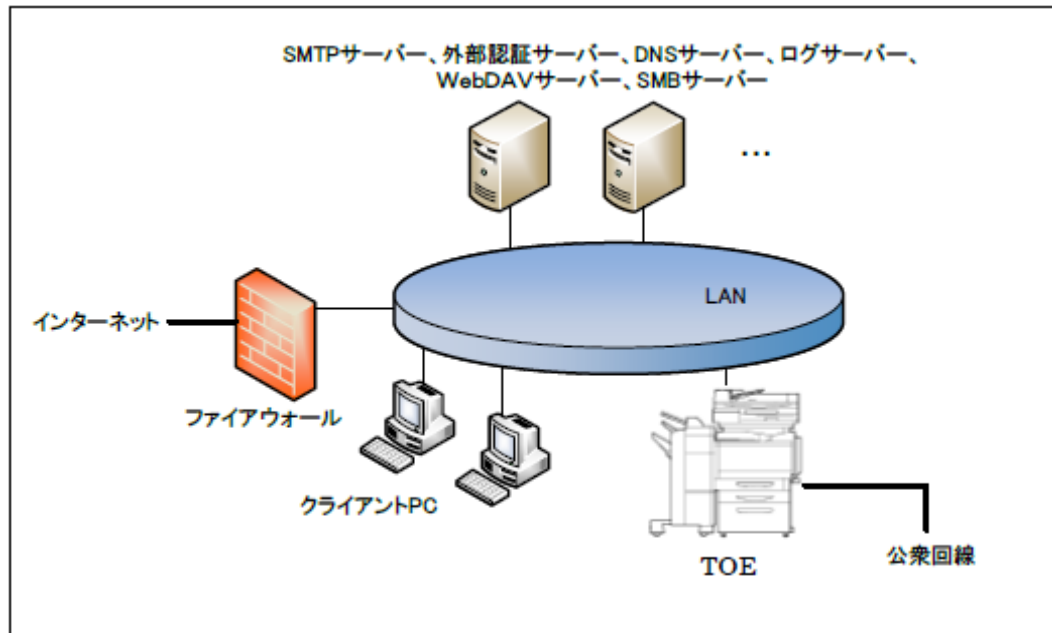 SMTPサーバー、外部認証サーバー、DNSサーバー、ログサーバー、
WebDAVサーバー、SMBサーバー
…
LAN
インターネット
ファイアウォール
クライアントPC
TOE
公衆回線